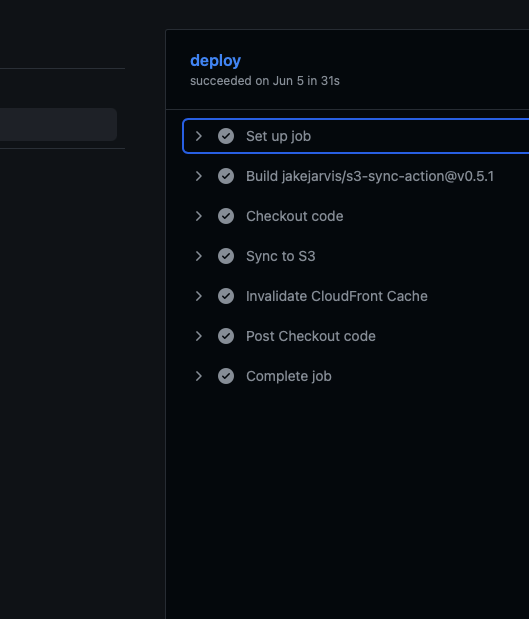 deploy
succeeded on Jun 5 in 31s
Set up job
Build jakejarvis/s3-sync-action@v0.5.1
Checkout code
Sync to S3
Invalidate CloudFront Cache
Post Checkout code
Complete job